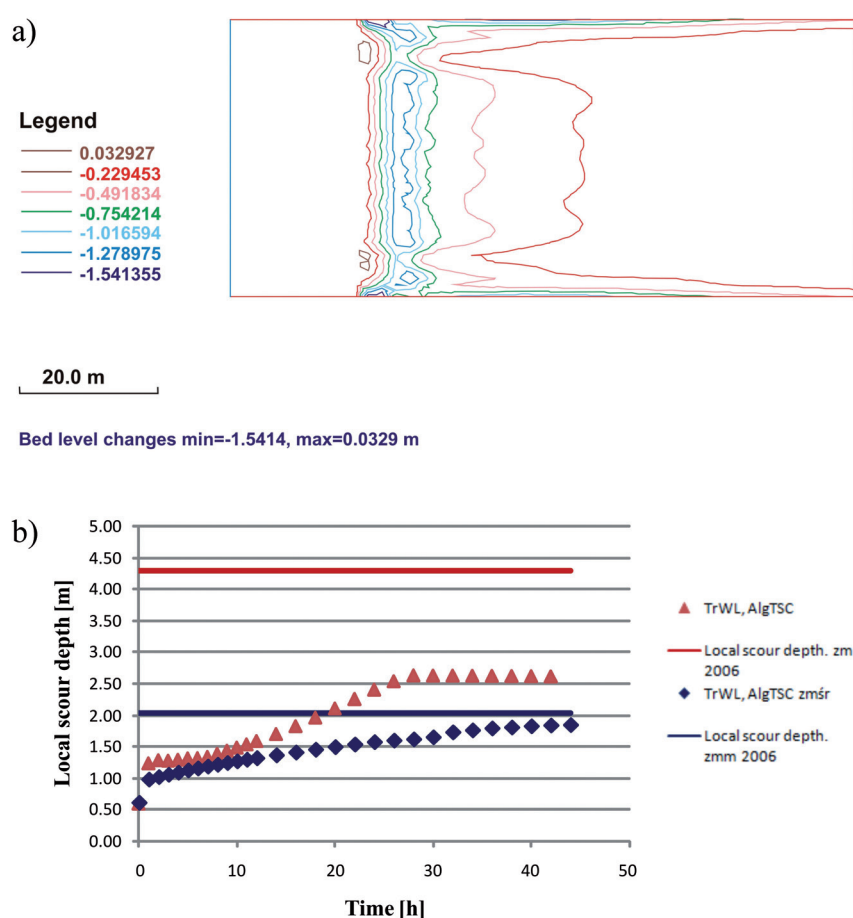 a)
Legend
0.032927
-0.229453
-0.491834
-0.754214
-1.016594
-1.278975
-1.541355
20.0 m
Bed level changes min=-1.5414, max=0.0329 m
b)
Local scour depth [m]
5.00
4.50
4.00
3.50
3.00
2.50
2.00
1.50
1.00
0.50
0.00
0
10
20
30
40
50
Time [h]
TrWL, AlgTSC
Local scour depth. zm
2006
TrWL, AlgTSC zmśr
Local scour depth.
zmm 2006